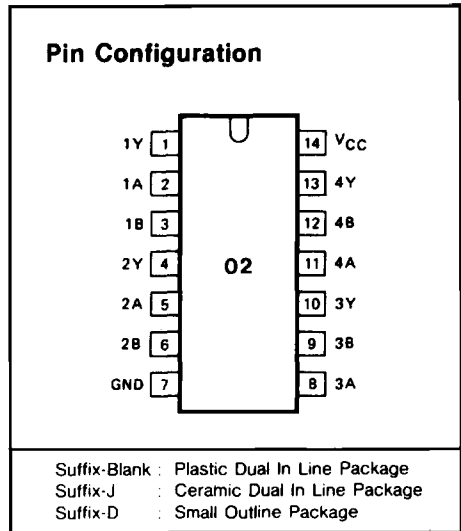 Pin Configuration
1Y 1 14 VCC
1A 2 13 4Y
1B 3 12 4B
2Y 4 02 11 4A
2A 5 10 3Y
2B 6 9 3B
GND 7 8 3A
Suffix-Blank : Plastic Dual In Line Package
Suffix-J : Ceramic Dual In Line Package
Suffix-D : Small Outline Package